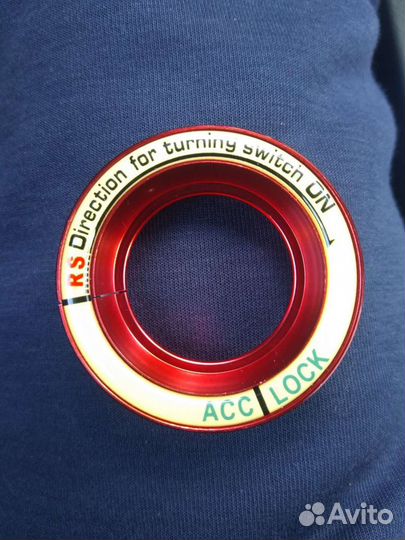 RS Direction for turning switch ON
ACC LOCK
Avito